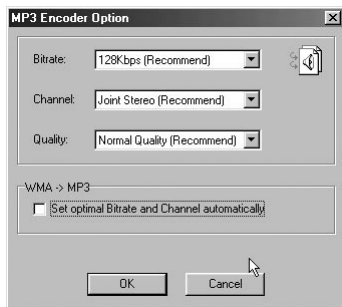 MP3 Encoder Option
Bitrate: 128Kbps (Recommend)
Channel: Joint Stereo (Recommend)
Quality: Normal Quality (Recommend)
WMA -> MP3
Set optimal Bitrate and Channel automatically
OK Cancel